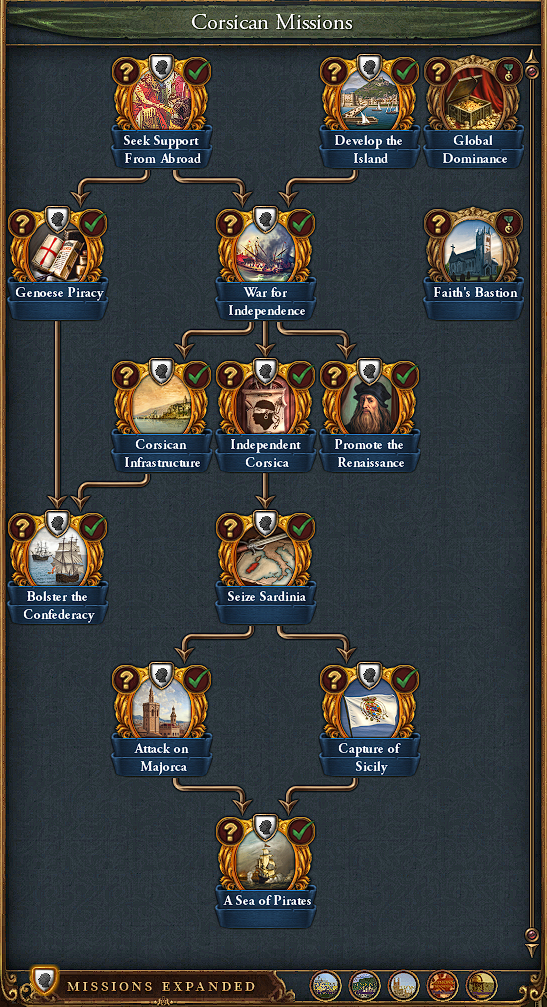 Corsican Missions
Seek Support
From Abroad
Develop the
Island
Global
Dominance
Genoese Piracy
War for
Independence
Faith's Bastion
Corsican
Infrastructure
Independent
Corsica
Promote the
Renaissance
Bolster the
Confederacy
Seize Sardinia
Attack on
Majorca
Capture of
Sicily
A Sea of Pirates
MISSIONS EXPANDED